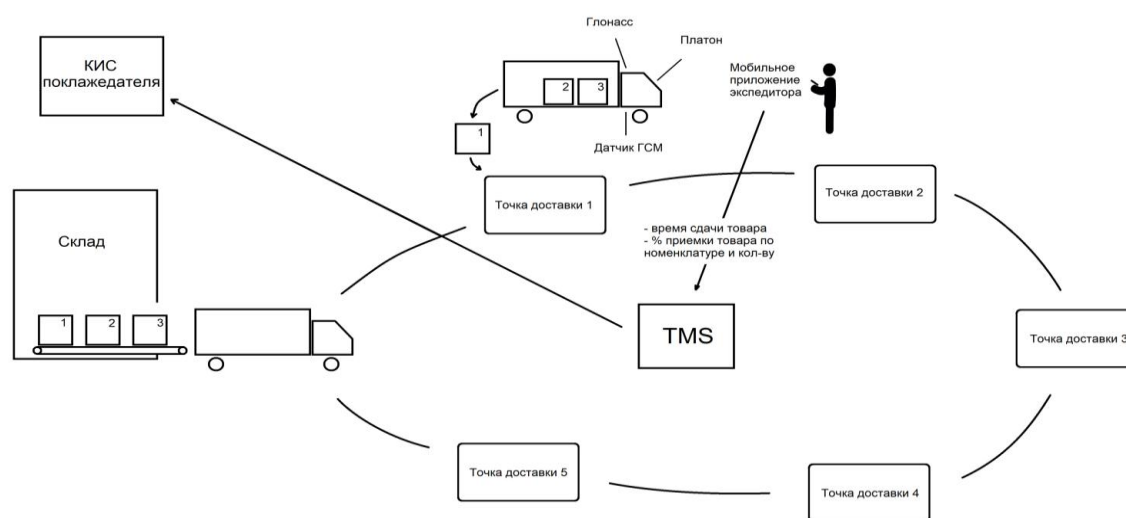 Глонасс
Платон
КИС
поклажедателя
Мобильное
приложение
экспедитора
2
3
1
Датчик ГСМ
Точка доставки 1
Точка доставки 2
- время сдачи товара
- % приемки товара по
номенклатуре и кол-ву
Склад
1
2
3
TMS
Точка доставки 3
Точка доставки 5
Точка доставки 4